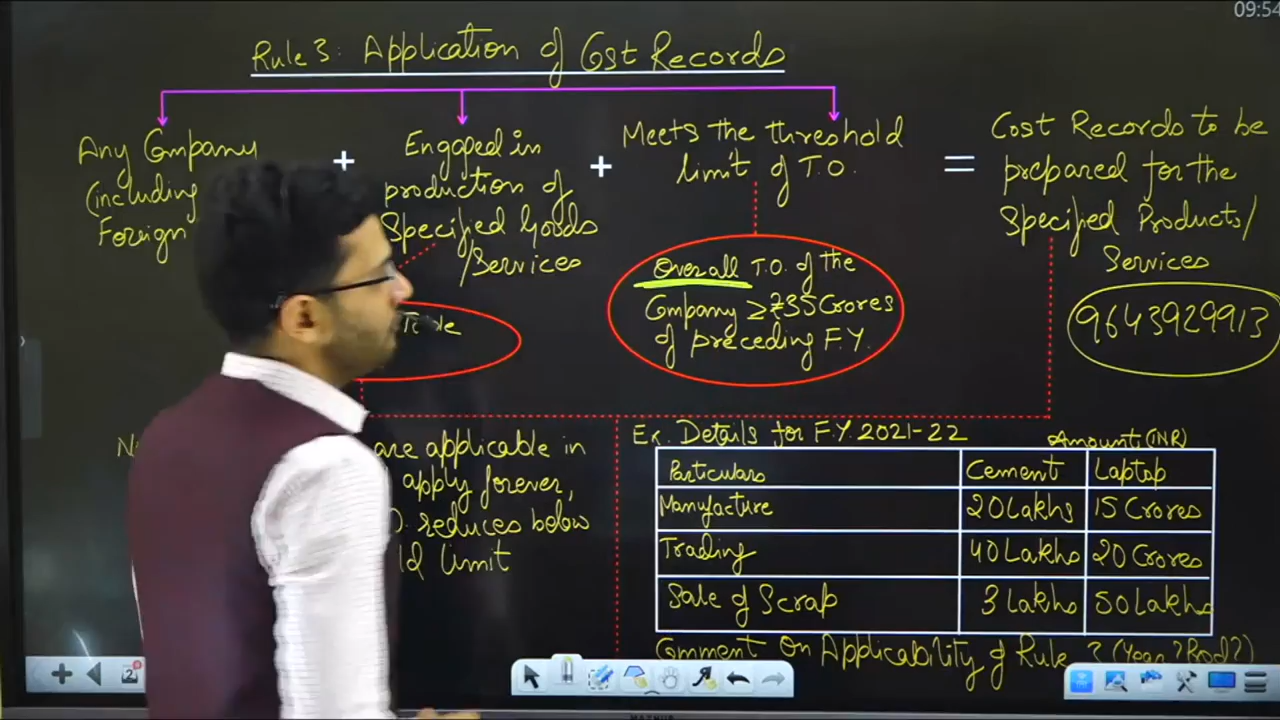 09:54
Rule 3: Application of Cost Records
Any Company
(including
Foreign
+
Engaged in
production of
Specified Goods
/Services
+
Meets the threshold
limit of T.O.
=
Cost Records to be
prepared for the
Specified Products/
Services
Overall T.O. of the
Company ≥ ₹35 Crores
of preceding F.Y.
9643929913
are applicable in
apply forever,
reduces below
limit
Ex. Details for F.Y. 2021-22
Amount (INR)
Particulars Cement Laptop
Manufacture 20 Lakhs 15 Crores
Trading 40 Lakhs 20 Crores
Sale of Scrap 3 Lakhs 50 Lakhs
Comment On Applicability of Rule 3 (Year? Prod?)